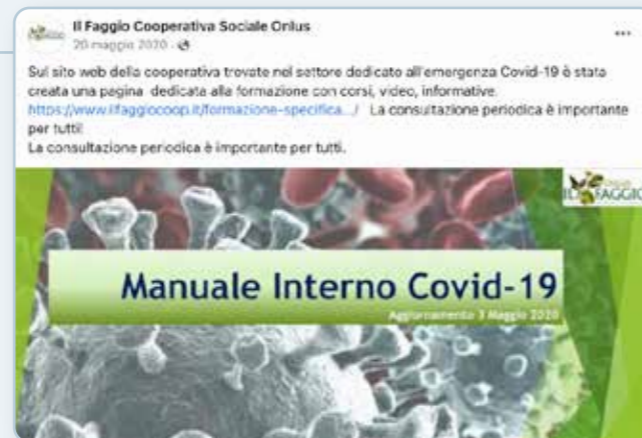 Il Faggio Cooperativa Sociale Onlus
20 maggio 2020
Sul sito web della cooperativa trovate nel settore dedicato all'emergenza Covid-19 è stata
creata una pagina dedicata alla formazione con corsi, video, informative.
https://www.ilfaggiocoop.it/formazione-specifica.../ La consultazione periodica è importante
per tutti!
La consultazione periodica è importante per tutti.
IL FAGGIO
Manuale Interno Covid-19
Aggiornamento 3 Maggio 2020